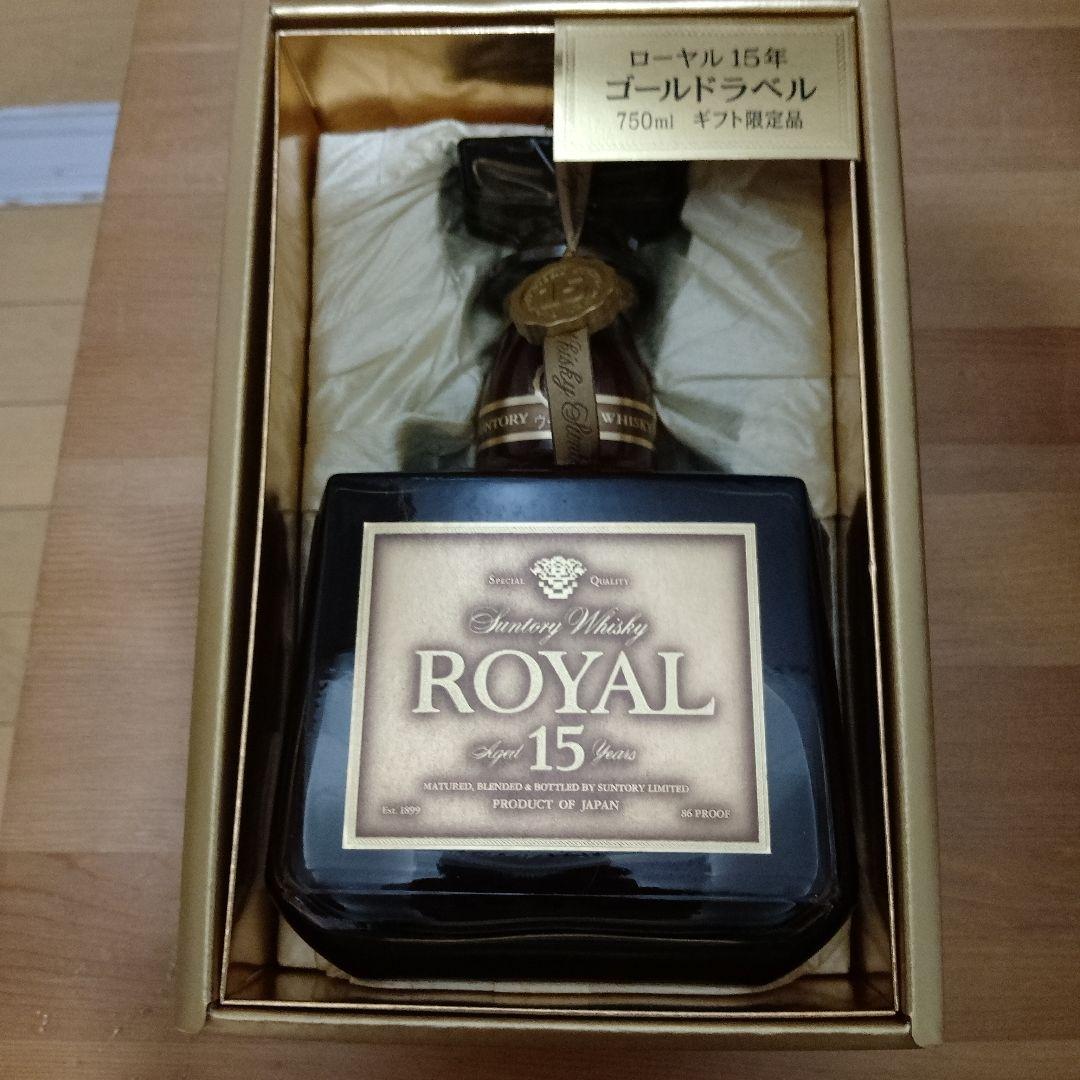 ローヤル 15年
ゴールドラベル
750ml ギフト限定品
15
Whisky
SUNTORY WHISKY
SPECIAL QUALITY
Suntory Whisky
ROYAL
Aged 15 Years
MATURED, BLENDED & BOTTLED BY SUNTORY LIMITED
PRODUCT OF JAPAN
Est. 1899 86 PROOF